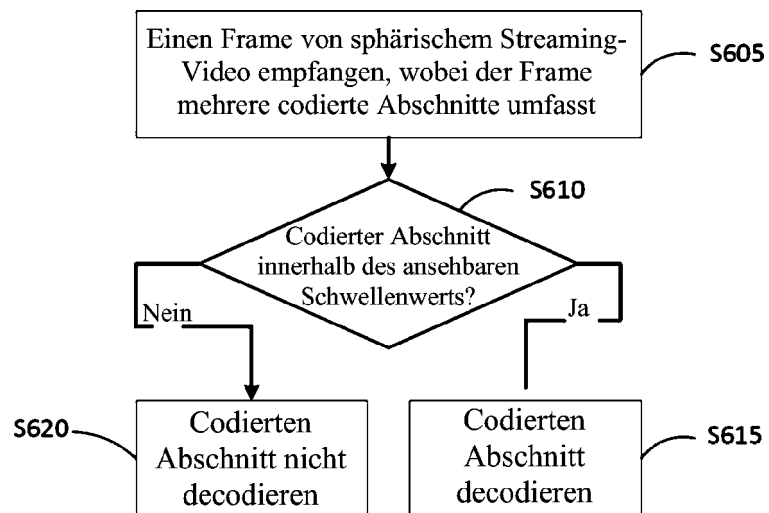 Einen Frame von sphärischem Streaming-
Video empfangen, wobei der Frame
mehrere codierte Abschnitte umfasst
S605
S610
Codierter Abschnitt
innerhalb des ansehbaren
Schwellenwerts?
Nein
Ja
S620
Codierten
Abschnitt nicht
decodieren
Codierten
Abschnitt
decodieren
S615